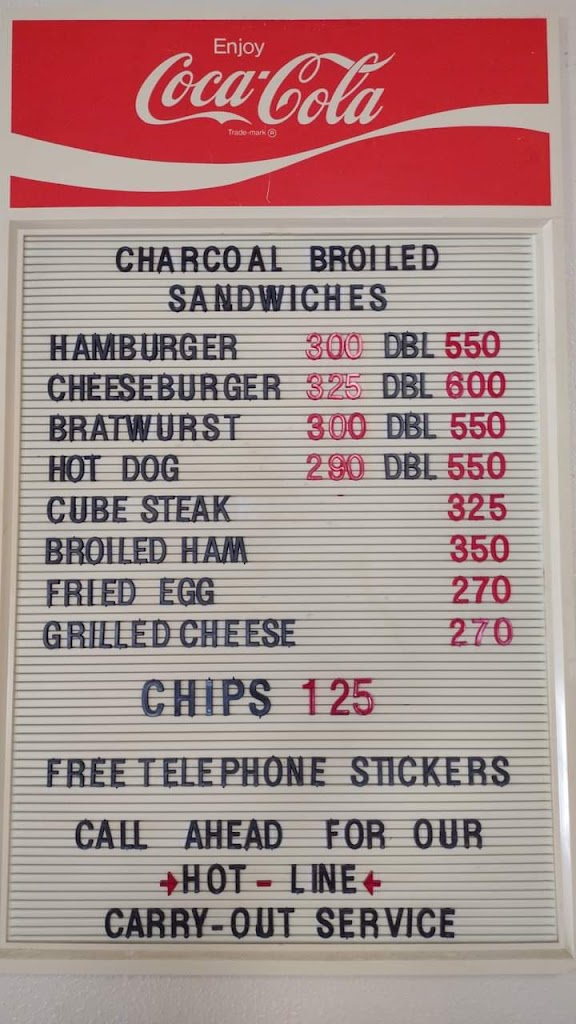 Enjoy
Coca-Cola
Trade-mark ®
CHARCOAL BROILED
SANDWICHES
HAMBURGER 300 DBL 550
CHEESEBURGER 325 DBL 600
BRATWURST 300 DBL 550
HOT DOG 290 DBL 550
CUBE STEAK 325
BROILED HAM 350
FRIED EGG 270
GRILLED CHEESE 270
CHIPS 125
FREE TELEPHONE STICKERS
CALL AHEAD FOR OUR
HOT-LINE
CARRY-OUT SERVICE